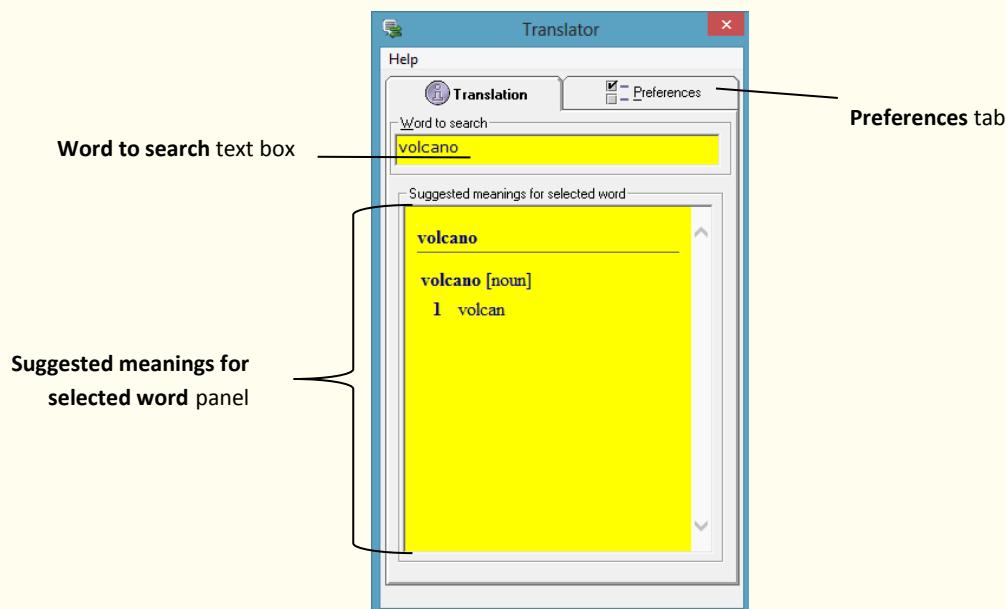 Translator
Help
Translation
Preferences
Preferences tab
Word to search
Word to search text box
volcano
Suggested meanings for selected word
volcano
volcano [noun]
1 volcan
Suggested meanings for
selected word panel